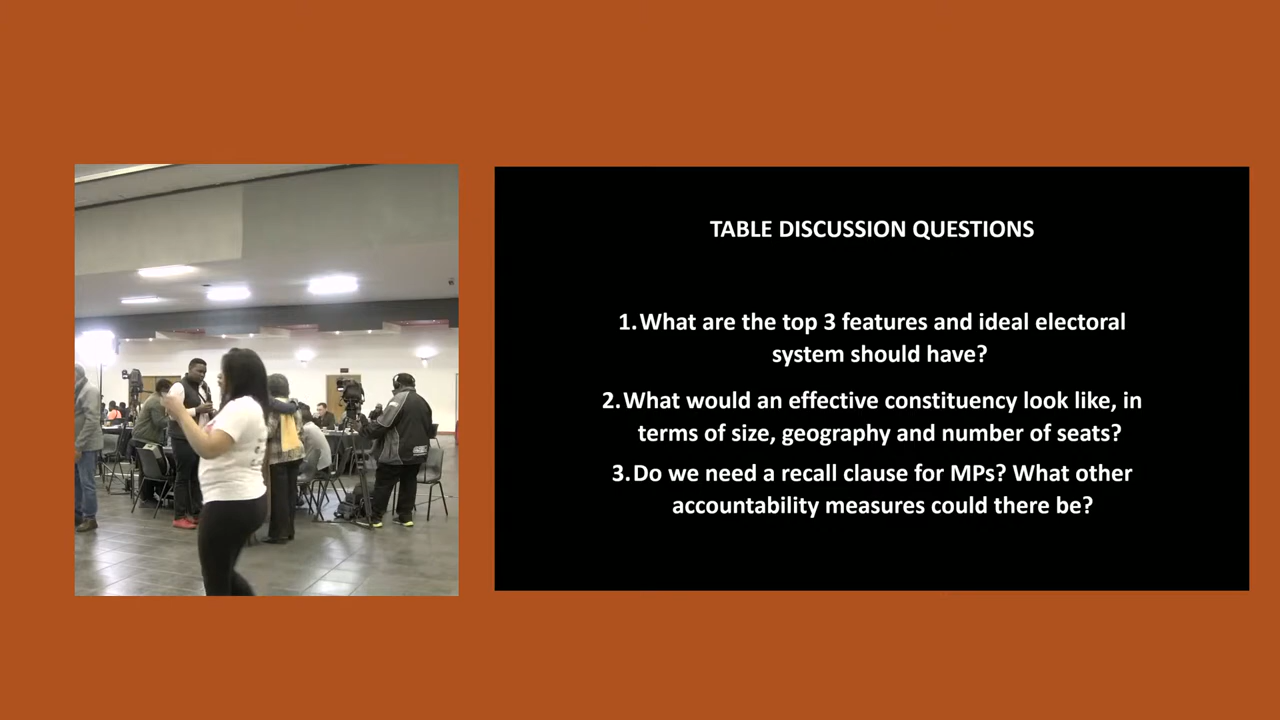 TABLE DISCUSSION QUESTIONS
1.What are the top 3 features and ideal electoral
system should have?
2.What would an effective constituency look like, in
terms of size, geography and number of seats?
3.Do we need a recall clause for MPs? What other
accountability measures could there be?